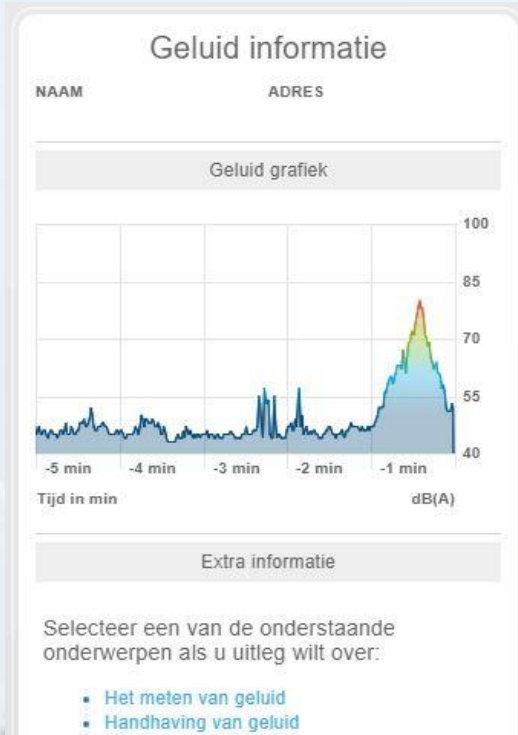 Geluid informatie
NAAM ADRES
Geluid grafiek
100
85
70
55
40
-5 min -4 min -3 min -2 min -1 min
Tijd in min dB(A)
Extra informatie
Selecteer een van de onderstaande
onderwerpen als u uitleg wilt over:
• Het meten van geluid
• Handhaving van geluid